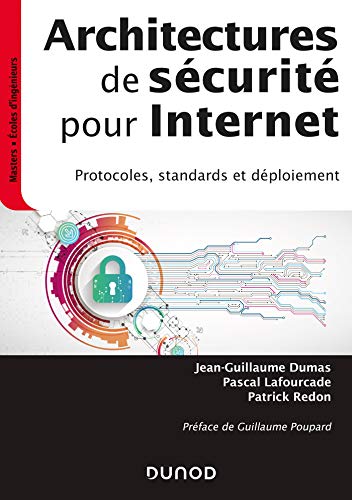 Masters • Écoles d'ingénieurs
Architectures
de sécurité
pour Internet
Protocoles, standards et déploiement
Jean-Guillaume Dumas
Pascal Lafourcade
Patrick Redon
Préface de Guillaume Poupard
DUNOD